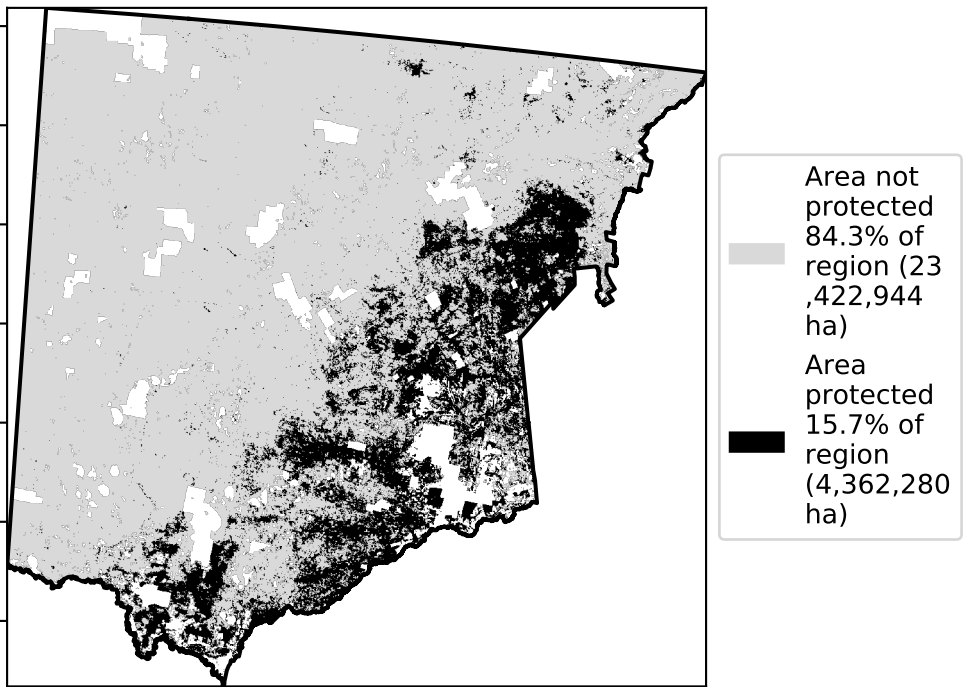 Area not
protected
84.3% of
region (23
,422,944
ha)
Area
protected
15.7% of
region
(4,362,280
ha)